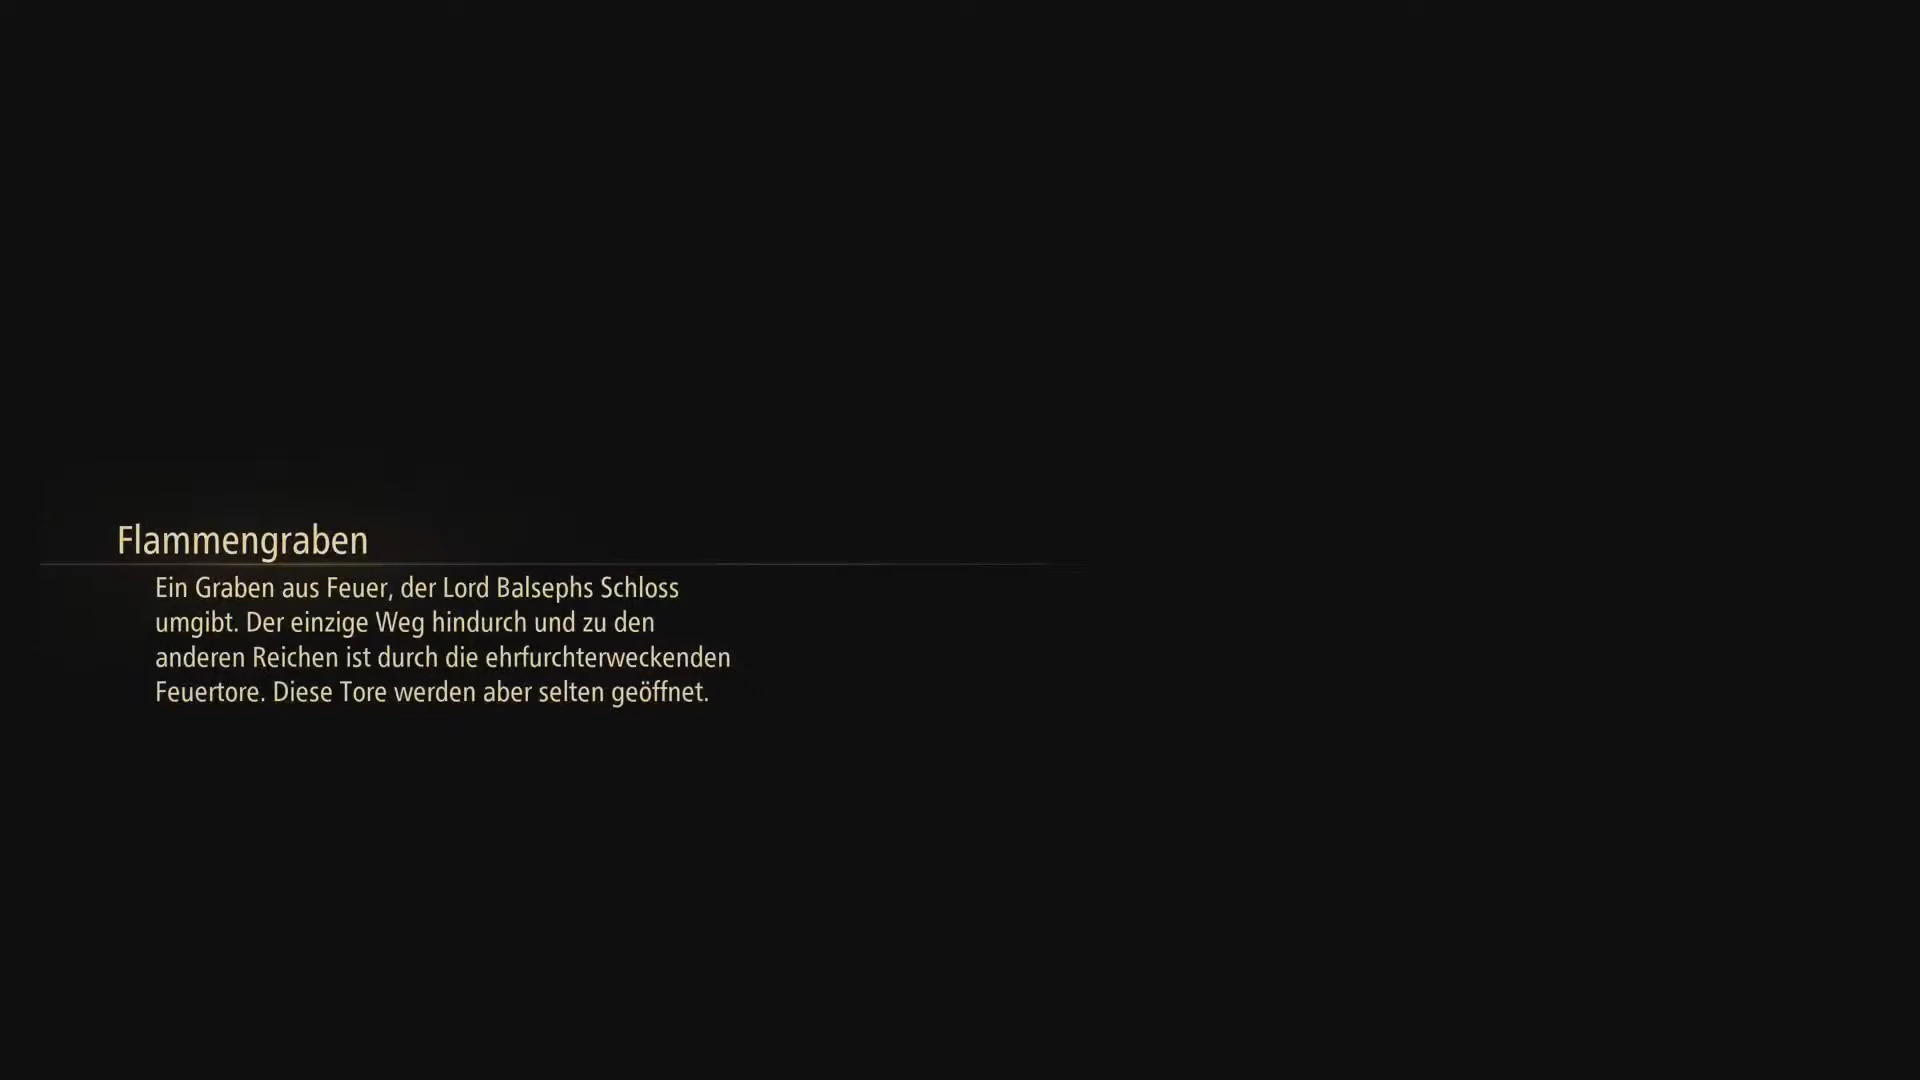 Flammengraben
Ein Graben aus Feuer, der Lord Balsephs Schloss
umgibt. Der einzige Weg hindurch und zu den
anderen Reichen ist durch die ehrfurchterweckenden
Feuertore. Diese Tore werden aber selten geöffnet.